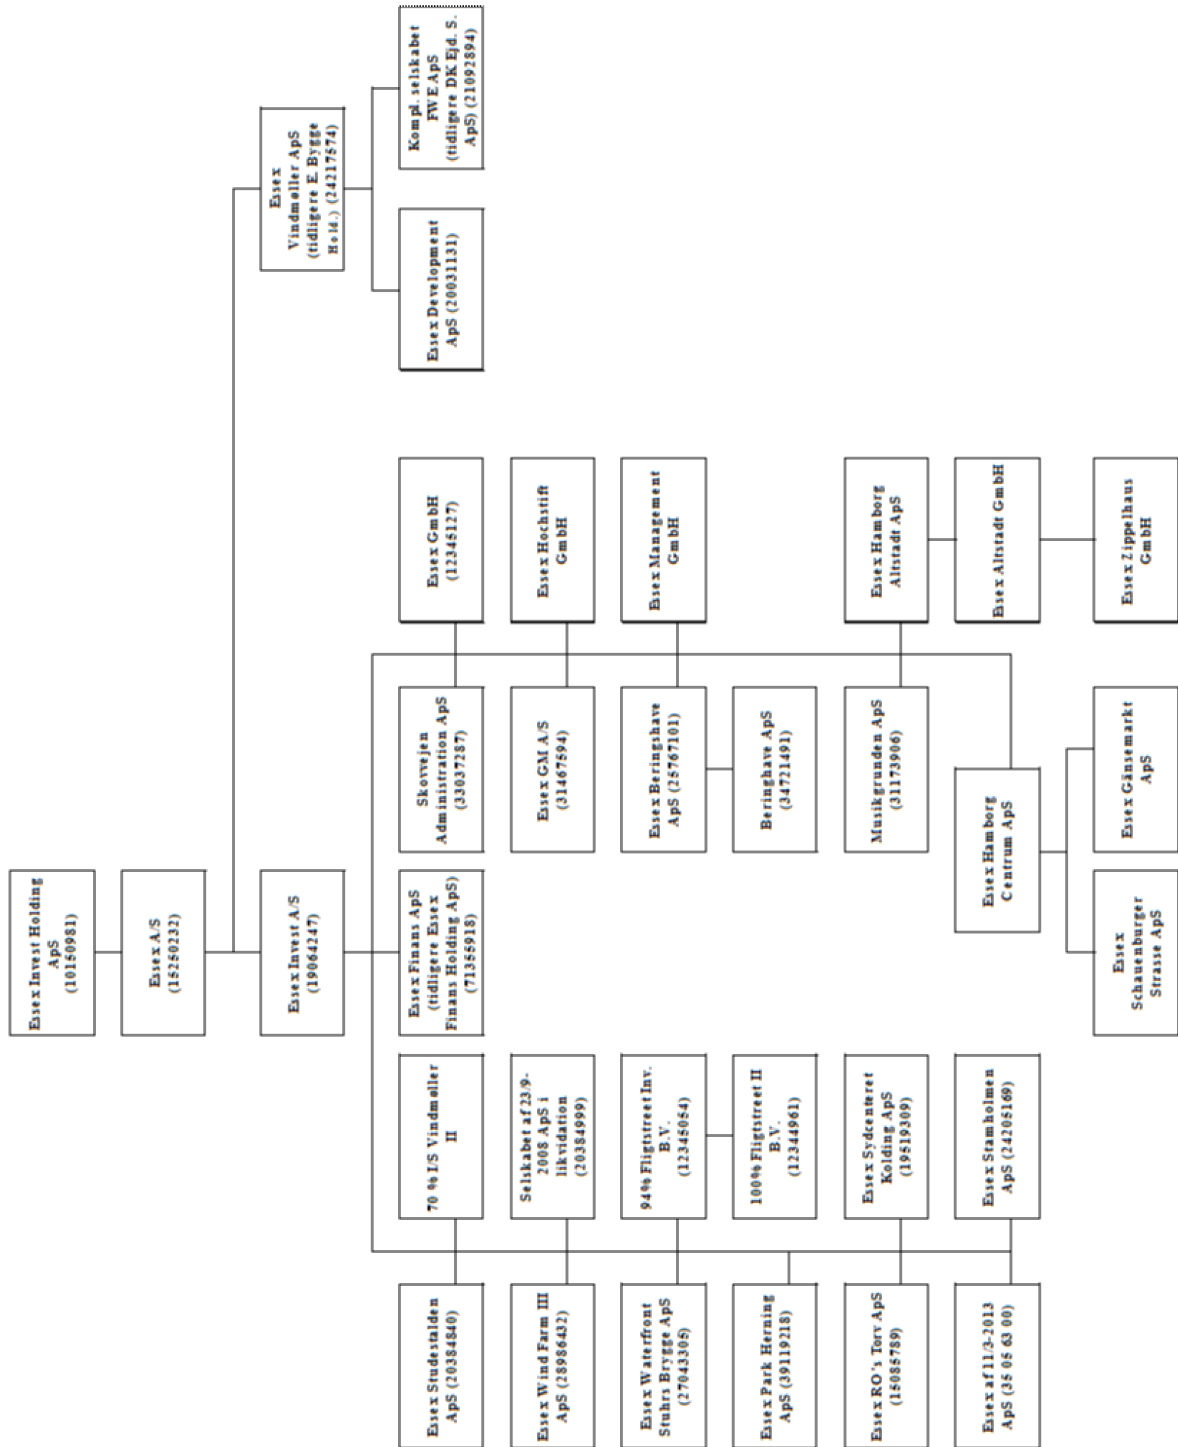 Essex Invest Holding
ApS
(10150981)
Essex A/S
(15250232)
Essex Invest A/S
(19064247)
Essex
Vindmøller ApS
(tidligere E. Bygge
Hold.) (24217574)
Essex Studestalden
ApS (20384840)
70 % I/S Vindmøller
II
Essex Finans ApS
(tidligere Essex
Finans Holding ApS)
(71355918)
Skovvejen
Administration ApS
(33037287)
Essex GmbH
(12345127)
Essex Development
ApS (20031131)
Kompl. selskabet
FWE ApS
(tidligere DK Ejd. S.
ApS) (21092894)
Essex Wind Farm III
ApS (28986432)
Selskabet af 23/9-
2008 ApS i
likvidation
(20384999)
Essex GM A/S
(31467594)
Essex Hochstift
GmbH
Essex Waterfront
Stuhrs Brygge ApS
(27043305)
94% Fligtstreet Inv.
B.V.
(12345054)
Essex Beringshave
ApS (25767101)
Essex Management
GmbH
Essex Park Herning
ApS (39119218)
100% Fligtstreet II
B.V.
(12344961)
Beringhave ApS
(34721491)
Essex RO's Torv ApS
(15085789)
Essex Sydcenteret
Kolding ApS
(19519309)
Musikgrunden ApS
(31173906)
Essex Hamborg
Altstadt ApS
Essex af 11/3-2013
ApS (35 05 63 00)
Essex Stamholmen
ApS (24205169)
Essex Hamborg
Centrum ApS
Essex Altstadt GmbH
Essex
Schauenburger
Strasse ApS
Essex Gänsemarkt
ApS
Essex Zippelhaus
GmbH